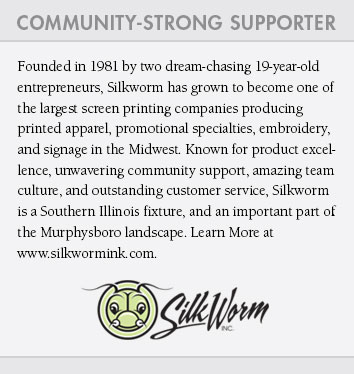 COMMUNITY-STRONG SUPPORTER
Founded in 1981 by two dream-chasing 19-year-old
entrepreneurs, Silkworm has grown to become one of
the largest screen printing companies producing
printed apparel, promotional specialties, embroidery,
and signage in the Midwest. Known for product excel-
lence, unwavering community support, amazing team
culture, and outstanding customer service, Silkworm
is a Southern Illinois fixture, and an important part of
the Murphysboro landscape. Learn More at
www.silkwormink.com.
SilkWorm
INC.